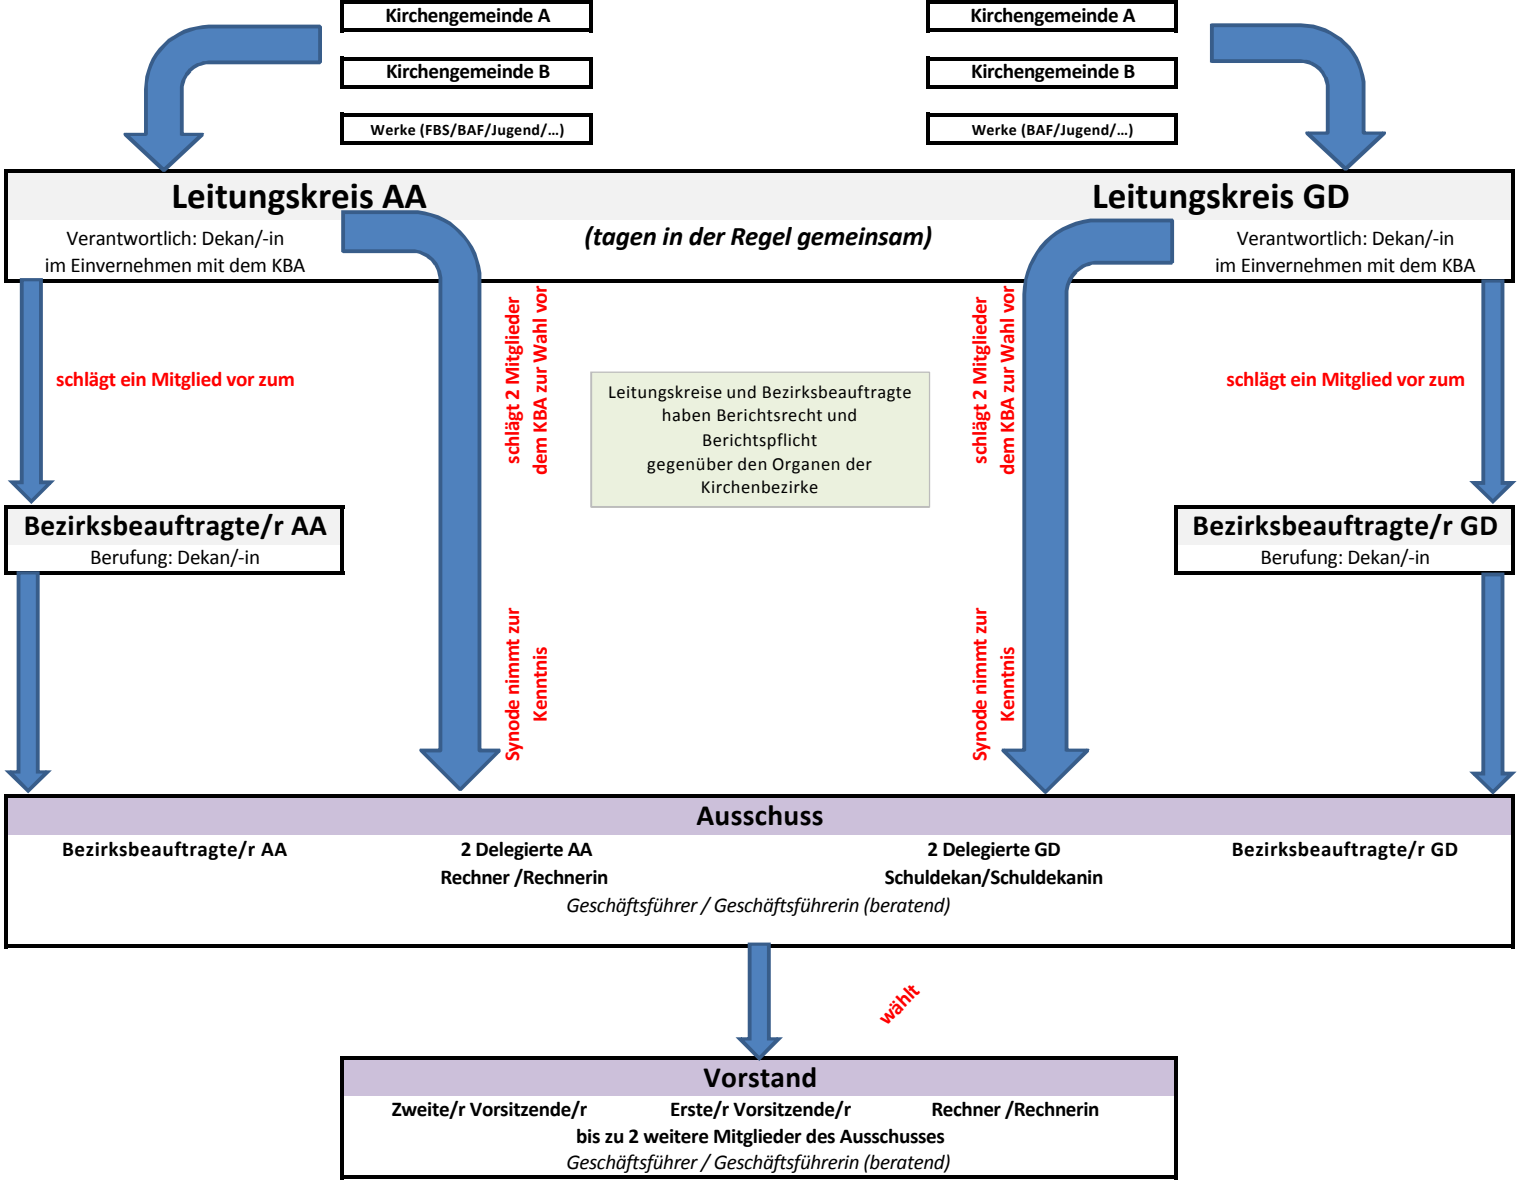 Kirchengemeinde A
Kirchengemeinde A
Kirchengemeinde B
Kirchengemeinde B
Werke (FBS/BAF/Jugend/...)
Werke (BAF/Jugend/...)
Leitungskreis AA
Leitungskreis GD
Verantwortlich: Dekan/-in
im Einvernehmen mit dem KBA
(tagen in der Regel gemeinsam)
Verantwortlich: Dekan/-in
im Einvernehmen mit dem KBA
schlägt ein Mitglied vor zum
schlägt 2 Mitglieder
dem KBA zur Wahl vor
Leitungskreise und Bezirksbeauftragte
haben Berichtsrecht und
Berichtspflicht
gegenüber den Organen der
Kirchenbezirke
schlägt 2 Mitglieder
dem KBA zur Wahl vor
schlägt ein Mitglied vor zum
Bezirksbeauftragte/r AA
Berufung: Dekan/-in
Bezirksbeauftragte/r GD
Berufung: Dekan/-in
Synode nimmt zur
Kenntnis
Synode nimmt zur
Kenntnis
Ausschuss
Bezirksbeauftragte/r AA
2 Delegierte AA
2 Delegierte GD
Bezirksbeauftragte/r GD
Rechner /Rechnerin
Schuldekan/Schuldekanin
Geschäftsführer / Geschäftsführerin (beratend)
wählt
Vorstand
Zweite/r Vorsitzende/r
Erste/r Vorsitzende/r
Rechner /Rechnerin
bis zu 2 weitere Mitglieder des Ausschusses
Geschäftsführer / Geschäftsführerin (beratend)